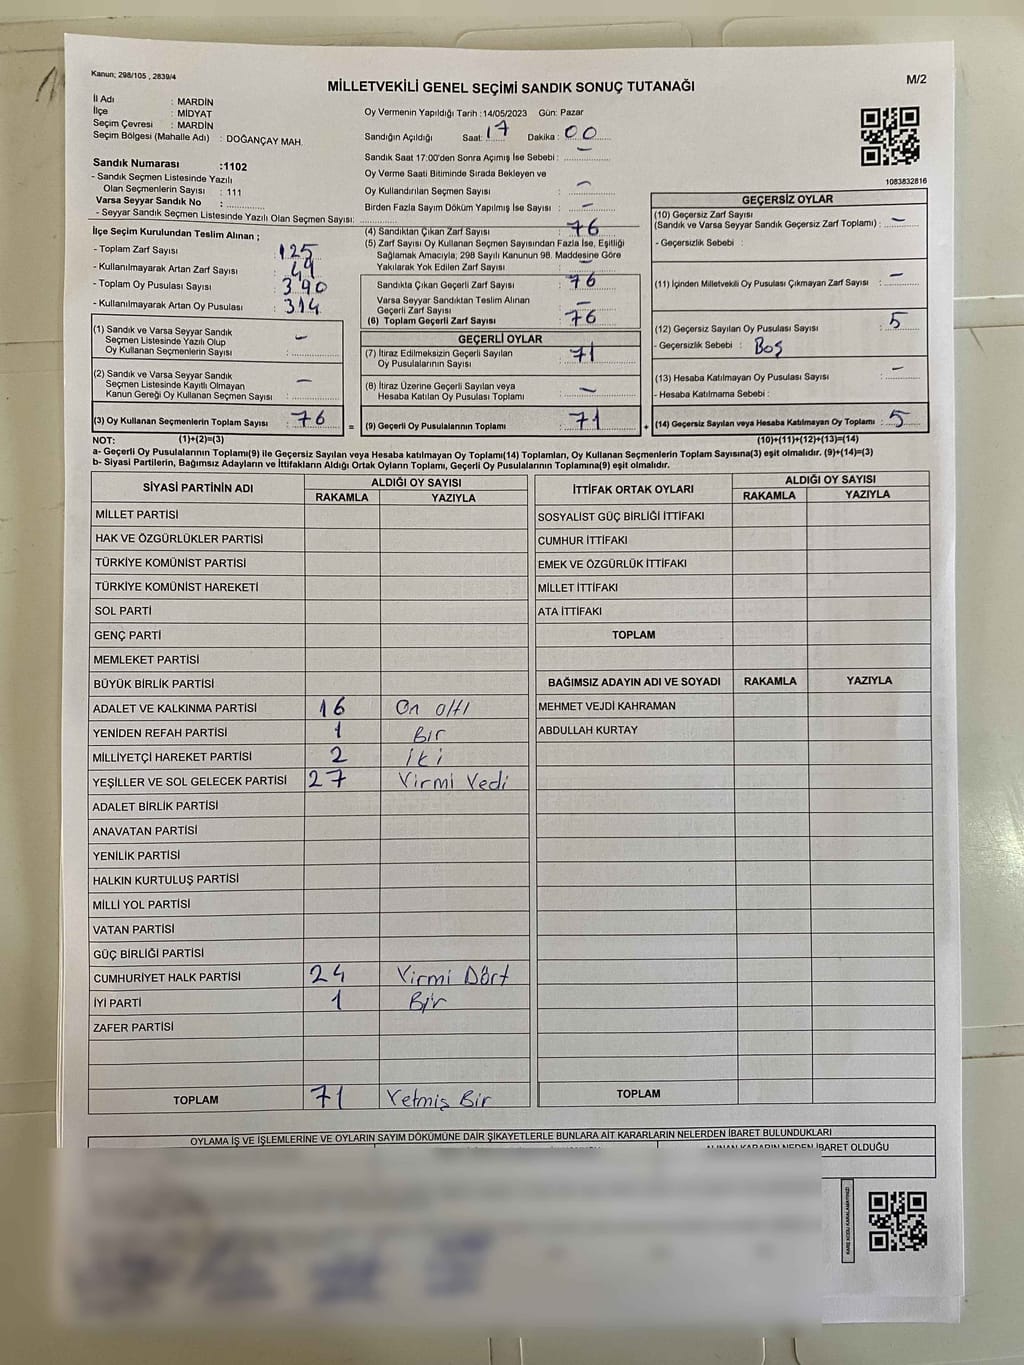 Kanun; 298/105 , 2839/4
MİLLETVEKİLİ GENEL SEÇİMİ SANDIK SONUÇ TUTANAĞI
M/2
İl Adı : MARDİN
İlçe : MİDYAT
Seçim Çevresi : MARDİN
Seçim Bölgesi (Mahalle Adı) : DOĞANÇAY MAH.
Oy Vermenin Yapıldığı Tarih :14/05/2023 Gün: Pazar
Sandığın Açıldığı Saat: 17 Dakika : 00
Sandık Saat 17:00'den Sonra Açımış İse Sebebi : –
Oy Verme Saati Bitiminde Sırada Bekleyen ve
Oy Kullandırılan Seçmen Sayısı : –
Birden Fazla Sayım Döküm Yapılmış İse Sayısı : –
1083832816
Sandık Numarası :1102
- Sandık Seçmen Listesinde Yazılı
Olan Seçmenlerin Sayısı : 111
Varsa Seyyar Sandık No :
- Seyyar Sandık Seçmen Listesinde Yazılı Olan Seçmen Sayısı:
İlçe Seçim Kurulundan Teslim Alınan ;
- Toplam Zarf Sayısı : 125
- Kullanılmayarak Artan Zarf Sayısı : 49
- Toplam Oy Pusulası Sayısı : 390
- Kullanılmayarak Artan Oy Pusulası : 314
(1) Sandık ve Varsa Seyyar Sandık
Seçmen Listesinde Yazılı Olup
Oy Kullanan Seçmenlerin Sayısı : –
(2) Sandık ve Varsa Seyyar Sandık
Seçmen Listesinde Kayıtlı Olmayan
Kanun Gereği Oy Kullanan Seçmen Sayısı : –
(3) Oy Kullanan Seçmenlerin Toplam Sayısı : 76
(4) Sandıktan Çıkan Zarf Sayısı : 76
(5) Zarf Sayısı Oy Kullanan Seçmen Sayısından Fazla İse, Eşitliği
Sağlamak Amacıyla; 298 Sayılı Kanunun 98. Maddesine Göre
Yakılarak Yok Edilen Zarf Sayısı : –
Sandıkta Çıkan Geçerli Zarf Sayısı : 76
Varsa Seyyar Sandıktan Teslim Alınan
Geçerli Zarf Sayısı : –
(6) Toplam Geçerli Zarf Sayısı : 76
GEÇERLİ OYLAR
(7) İtiraz Edilmeksizin Geçerli Sayılan
Oy Pusulalarının Sayısı : 71
(8) İtiraz Üzerine Geçerli Sayılan veya
Hesaba Katılan Oy Pusulası Toplamı : –
= (9) Geçerli Oy Pusulalarının Toplamı : 71
GEÇERSİZ OYLAR
(10) Geçersiz Zarf Sayısı
(Sandık ve Varsa Seyyar Sandık Geçersiz Zarf Toplamı) : –
- Geçersizlik Sebebi :
(11) İçinden Milletvekili Oy Pusulası Çıkmayan Zarf Sayısı : –
(12) Geçersiz Sayılan Oy Pusulası Sayısı : 5
- Geçersizlik Sebebi : Boş
(13) Hesaba Katılmayan Oy Pusulası Sayısı : –
- Hesaba Katılmama Sebebi :
+ (14) Geçersiz Sayılan veya Hesaba Katılmayan Oy Toplamı : 5
NOT: (1)+(2)=(3)
(10)+(11)+(12)+(13)=(14)
a- Geçerli Oy Pusulalarının Toplamı(9) ile Geçersiz Sayılan veya Hesaba katılmayan Oy Toplamı(14) Toplamları, Oy Kullanan Seçmenlerin Toplam Sayısına(3) eşit olmalıdır. (9)+(14)=(3)
b- Siyasi Partilerin, Bağımsız Adayların ve İttifakların Aldığı Ortak Oyların Toplamı, Geçerli Oy Pusulalarının Toplamına(9) eşit olmalıdır.
SİYASİ PARTİNİN ADI ALDIĞI OY SAYISI
RAKAMLA YAZIYLA
MİLLET PARTİSİ
HAK VE ÖZGÜRLÜKLER PARTİSİ
TÜRKİYE KOMÜNİST PARTİSİ
TÜRKİYE KOMÜNİST HAREKETİ
SOL PARTİ
GENÇ PARTİ
MEMLEKET PARTİSİ
BÜYÜK BİRLİK PARTİSİ
ADALET VE KALKINMA PARTİSİ 16 On altı
YENİDEN REFAH PARTİSİ 1 Bir
MİLLİYETÇİ HAREKET PARTİSİ 2 iki
YEŞİLLER VE SOL GELECEK PARTİSİ 27 Yirmi Yedi
ADALET BİRLİK PARTİSİ
ANAVATAN PARTİSİ
YENİLİK PARTİSİ
HALKIN KURTULUŞ PARTİSİ
MİLLİ YOL PARTİSİ
VATAN PARTİSİ
GÜÇ BİRLİĞİ PARTİSİ
CUMHURİYET HALK PARTİSİ 24 Yirmi Dört
İYİ PARTİ 1 Bir
ZAFER PARTİSİ
TOPLAM 71 Yetmiş Bir
İTTİFAK ORTAK OYLARI ALDIĞI OY SAYISI
RAKAMLA YAZIYLA
SOSYALİST GÜÇ BİRLİĞİ İTTİFAKI
CUMHUR İTTİFAKI
EMEK VE ÖZGÜRLÜK İTTİFAKI
MİLLET İTTİFAKI
ATA İTTİFAKI
TOPLAM
BAĞIMSIZ ADAYIN ADI VE SOYADI RAKAMLA YAZIYLA
MEHMET VEJDİ KAHRAMAN
ABDULLAH KURTAY
TOPLAM
OYLAMA İŞ VE İŞLEMLERİNE VE OYLARIN SAYIM DÖKÜMÜNE DAİR ŞİKAYETLERLE BUNLARA AİT KARARLARIN NELERDEN İBARET BULUNDUKLARI
ALINAN KARARIN NEDEN İBARET OLDUĞU
KARE KODU KARALAMAYINIZ!